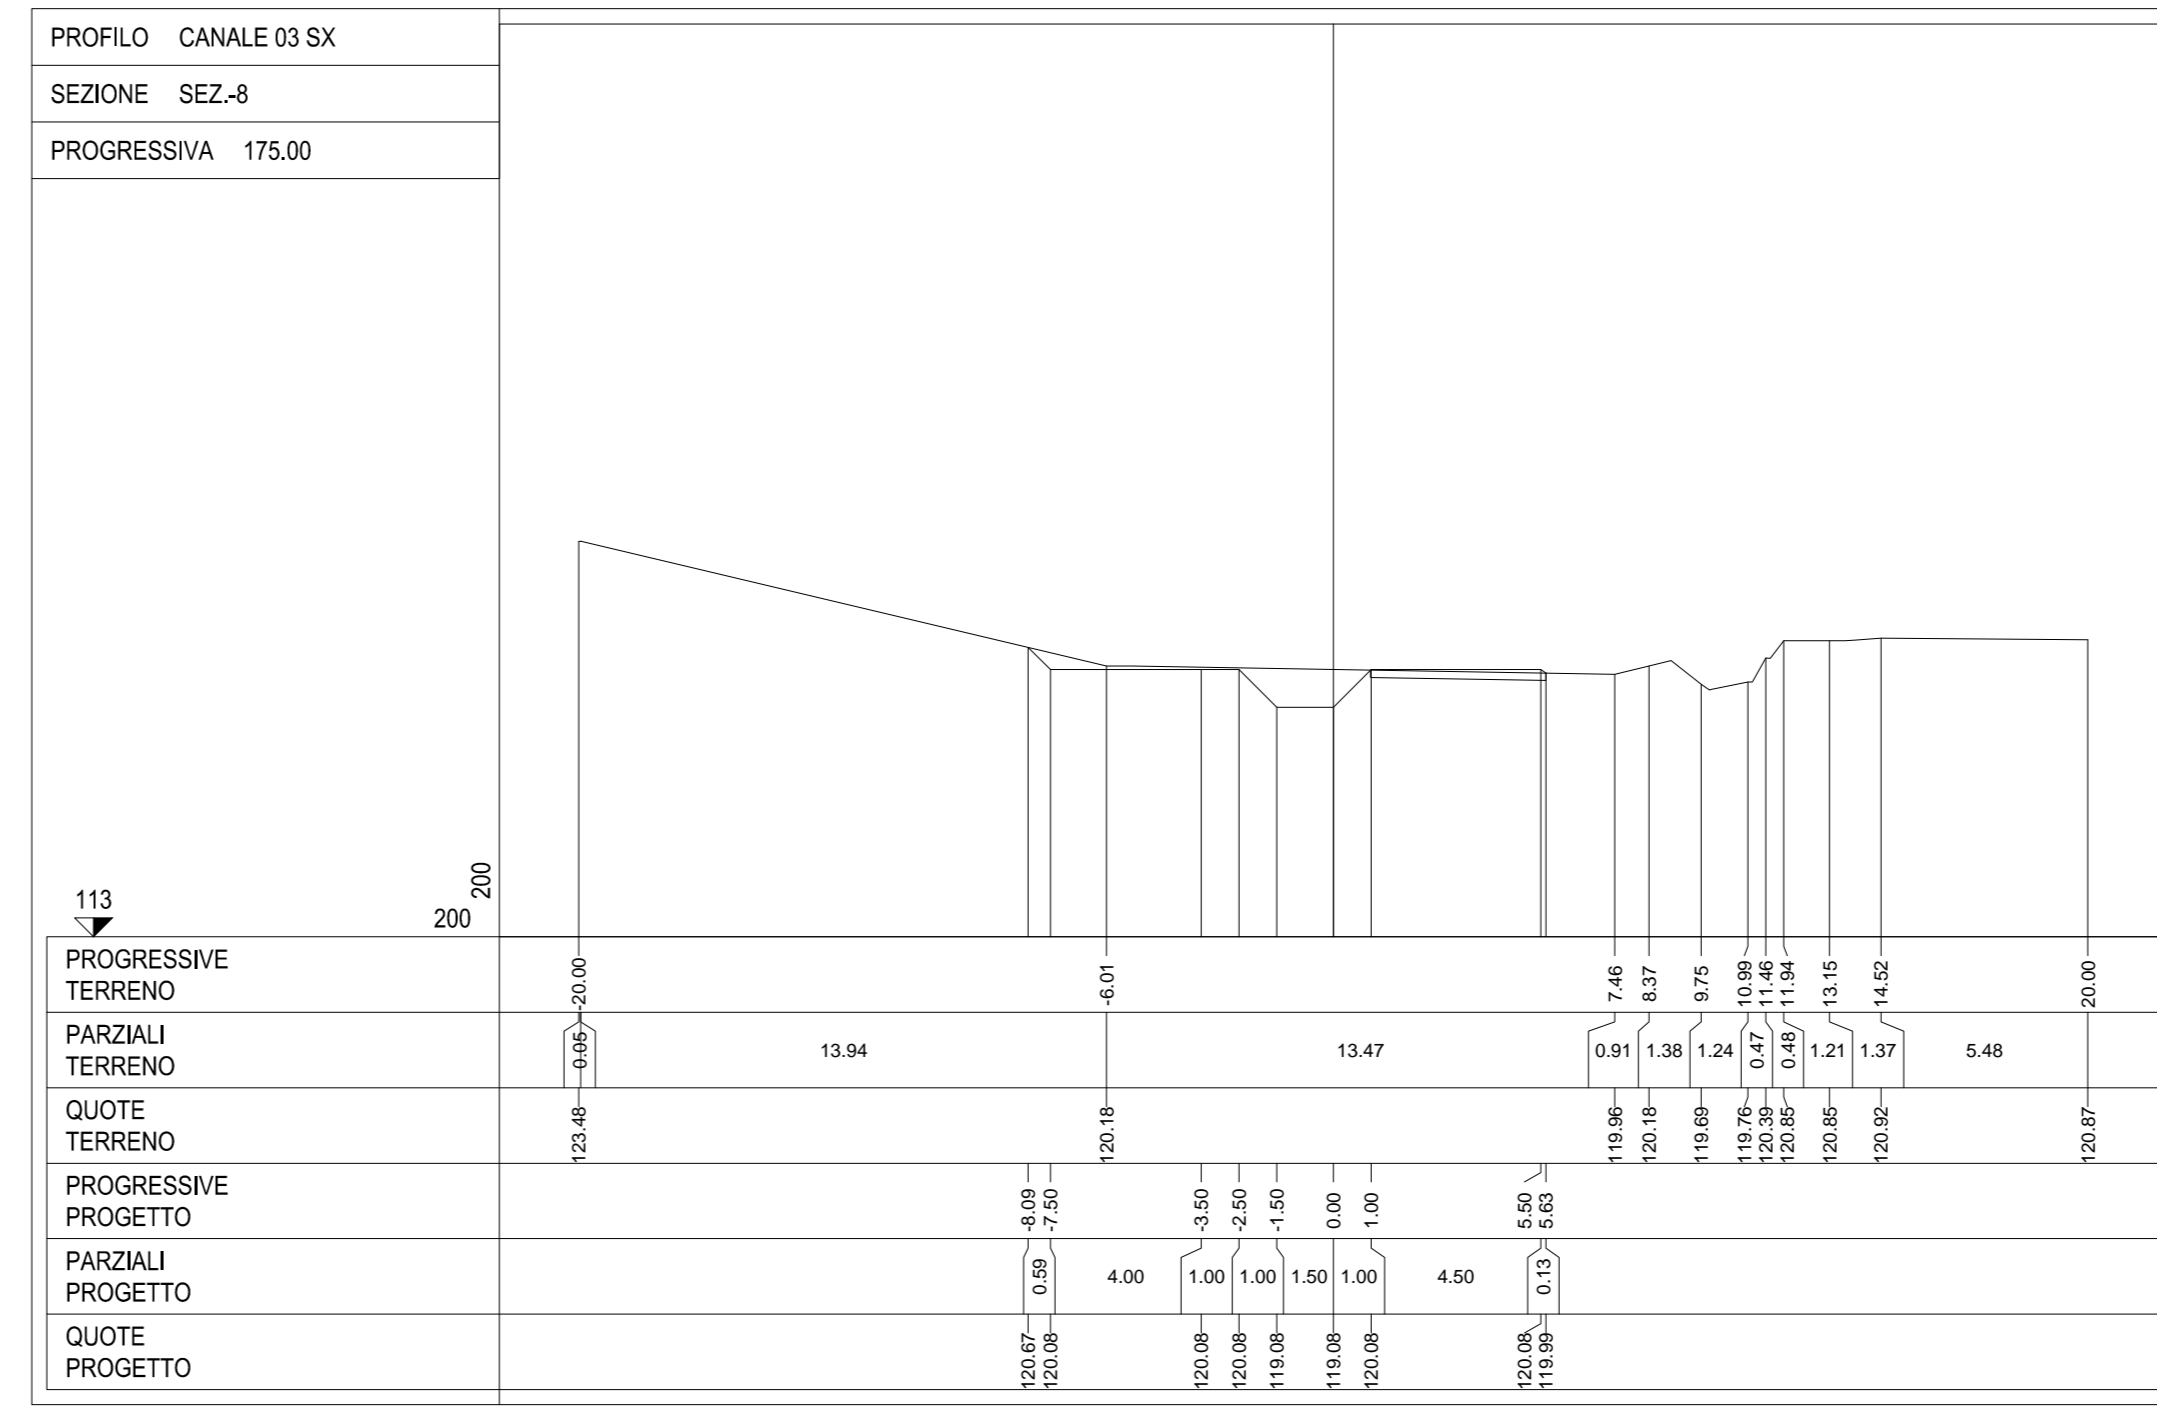 PROFILO CANALE 03 SX
SEZIONE SEZ.-8
PROGRESSIVA 175.00
200
113
200
PROGRESSIVE
TERRENO
-20.00 -6.01 7.46 8.37 9.75 10.99 11.46 11.94 13.15 14.52 20.00
PARZIALI
TERRENO
0.05 13.94 13.47 0.91 1.38 1.24 0.47 0.48 1.21 1.37 5.48
QUOTE
TERRENO
123.48 120.18 119.96 120.18 119.69 119.76 120.39 120.85 120.85 120.92 120.87
PROGRESSIVE
PROGETTO
-8.09 -7.50 -3.50 -2.50 -1.50 0.00 1.00 5.50 5.63
PARZIALI
PROGETTO
0.59 4.00 1.00 1.00 1.50 1.00 4.50 0.13
QUOTE
PROGETTO
120.67 120.08 120.08 120.08 119.08 119.08 120.08 120.08 119.99